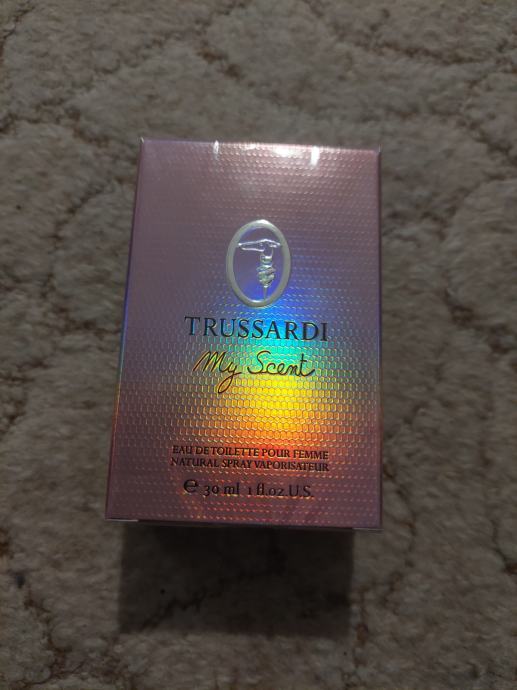 TRUSSARDI
My Scent
EAU DE TOILETTE POUR FEMME
NATURAL SPRAY VAPORISATEUR
℮ 30 ml 1 fl.oz.U.S.